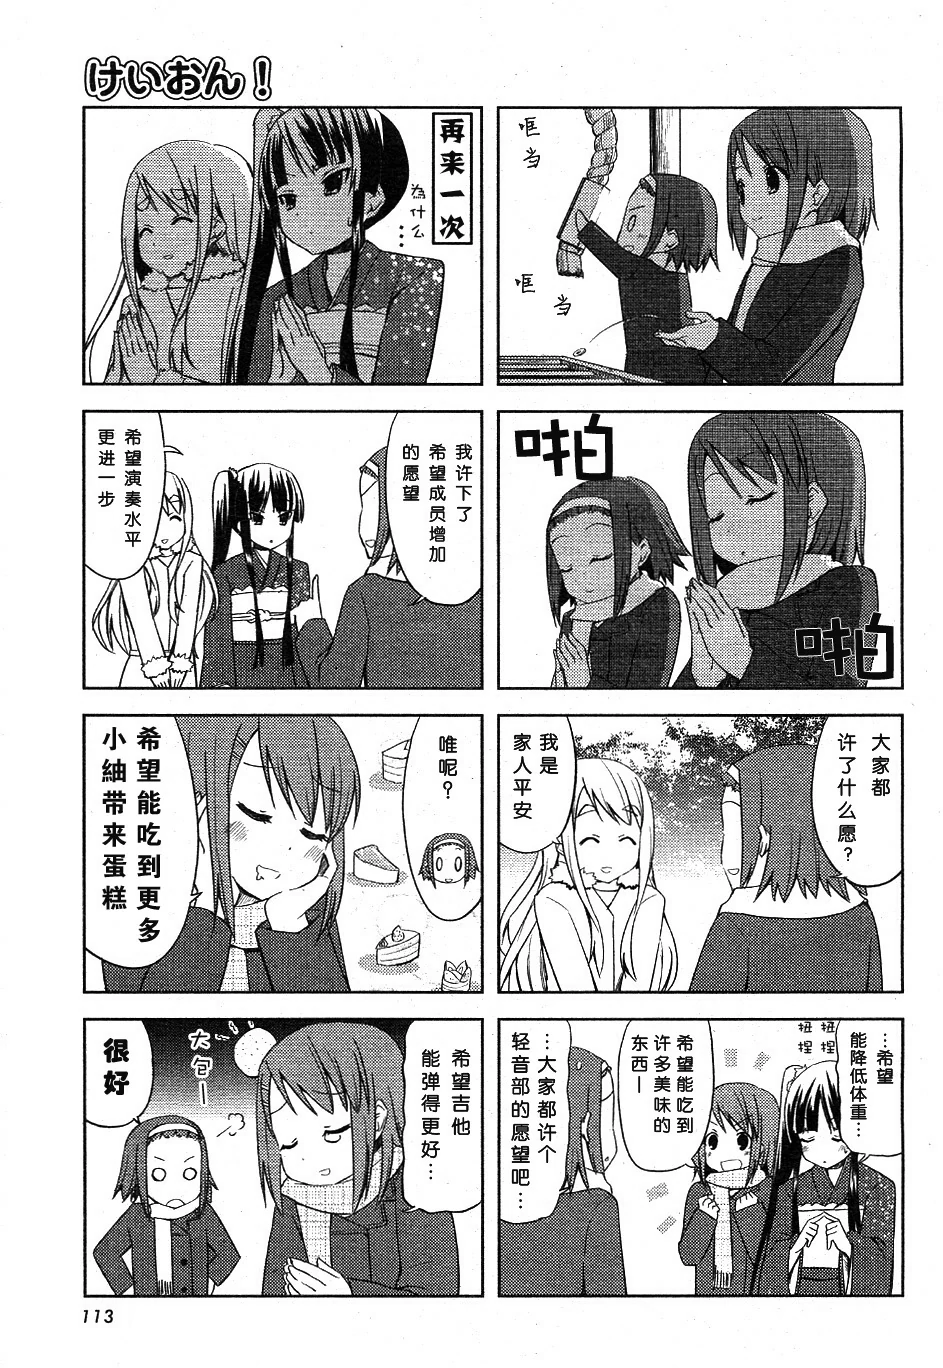 けいおん！
哐当
哐当
啪
啪
大家都
许了什么愿？
我是
家人平安
…希望
能降低体重…
扭捏
扭捏
希望能吃到
许多美味的
东西—
…大家都许个
轻音部的愿望
吧…
再来一次
為什么…
我许下了
希望成员增加
的愿望
希望演奏水平
更进一步
唯呢？
希望能吃到更多
小紬带来蛋糕
希望吉他
能弹得更好…
大包—
很好
113